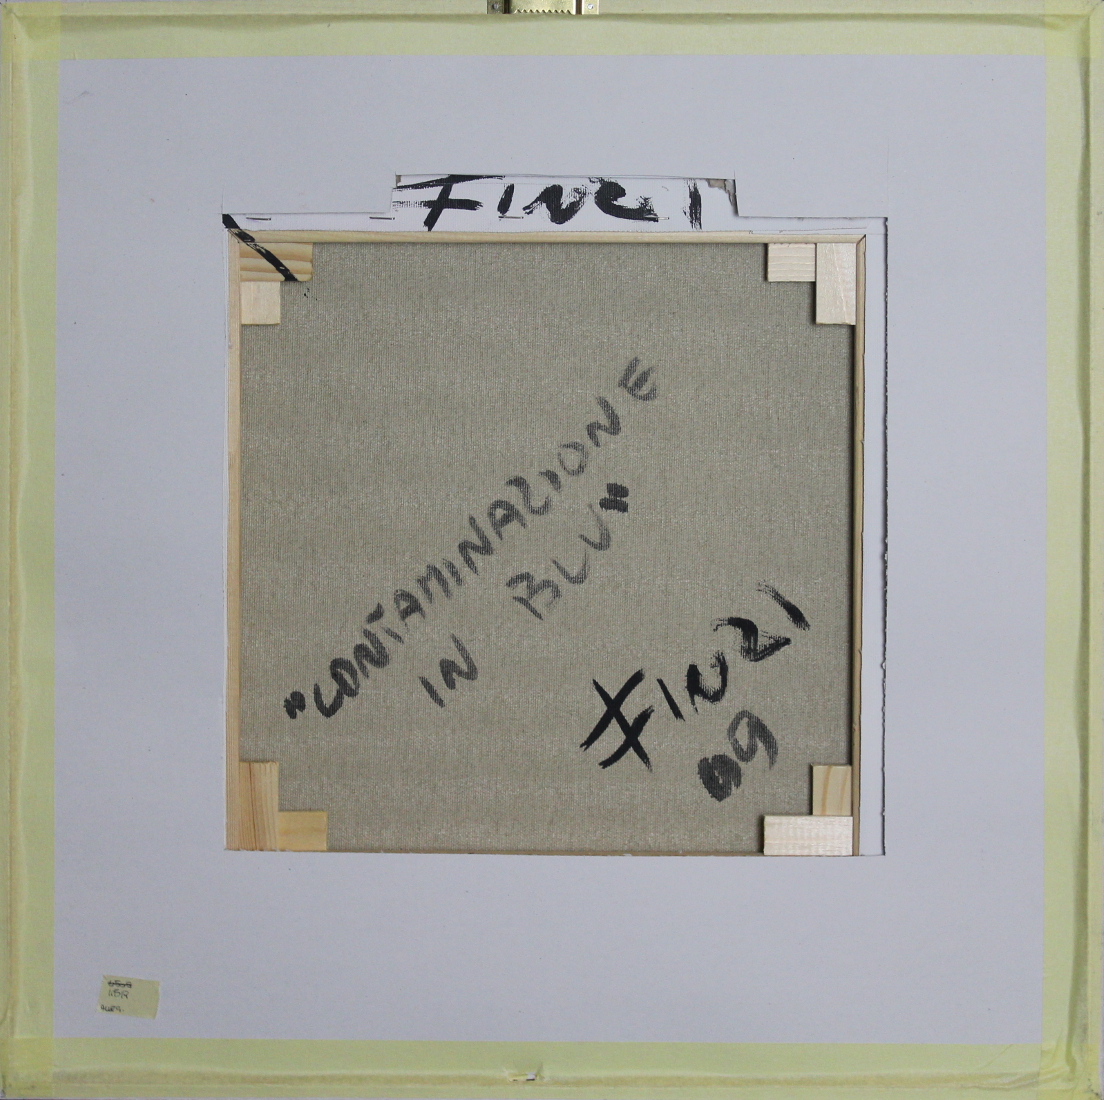 FINZI
"CONTAMINAZIONE
IN BLU"
FINZI
09